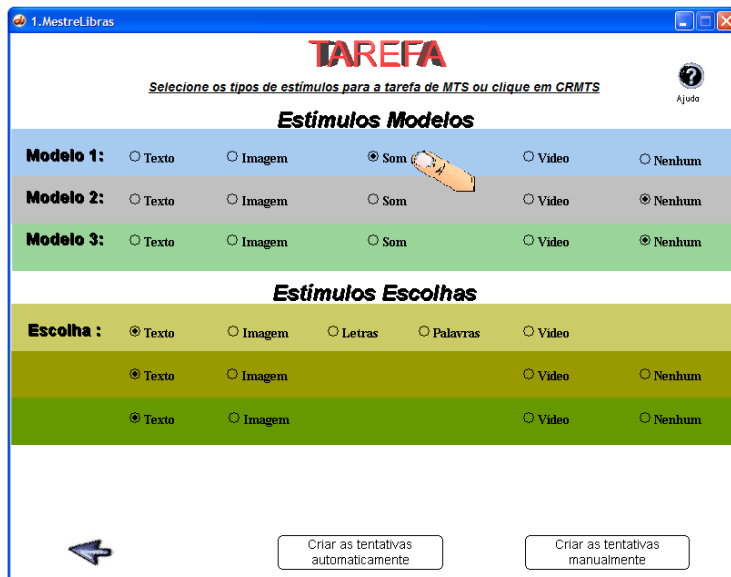 1.MestreLibras
TAREFA
Selecione os tipos de estímulos para a tarefa de MTS ou clique em CRMTS
Ajuda
Estímulos Modelos
Modelo 1: Texto Imagem Som Vídeo Nenhum
Modelo 2: Texto Imagem Som Vídeo Nenhum
Modelo 3: Texto Imagem Som Vídeo Nenhum
Estímulos Escolhas
Escolha : Texto Imagem Letras Palavras Vídeo
Texto Imagem Vídeo Nenhum
Texto Imagem Vídeo Nenhum
Criar as tentativas
automaticamente
Criar as tentativas
manualmente